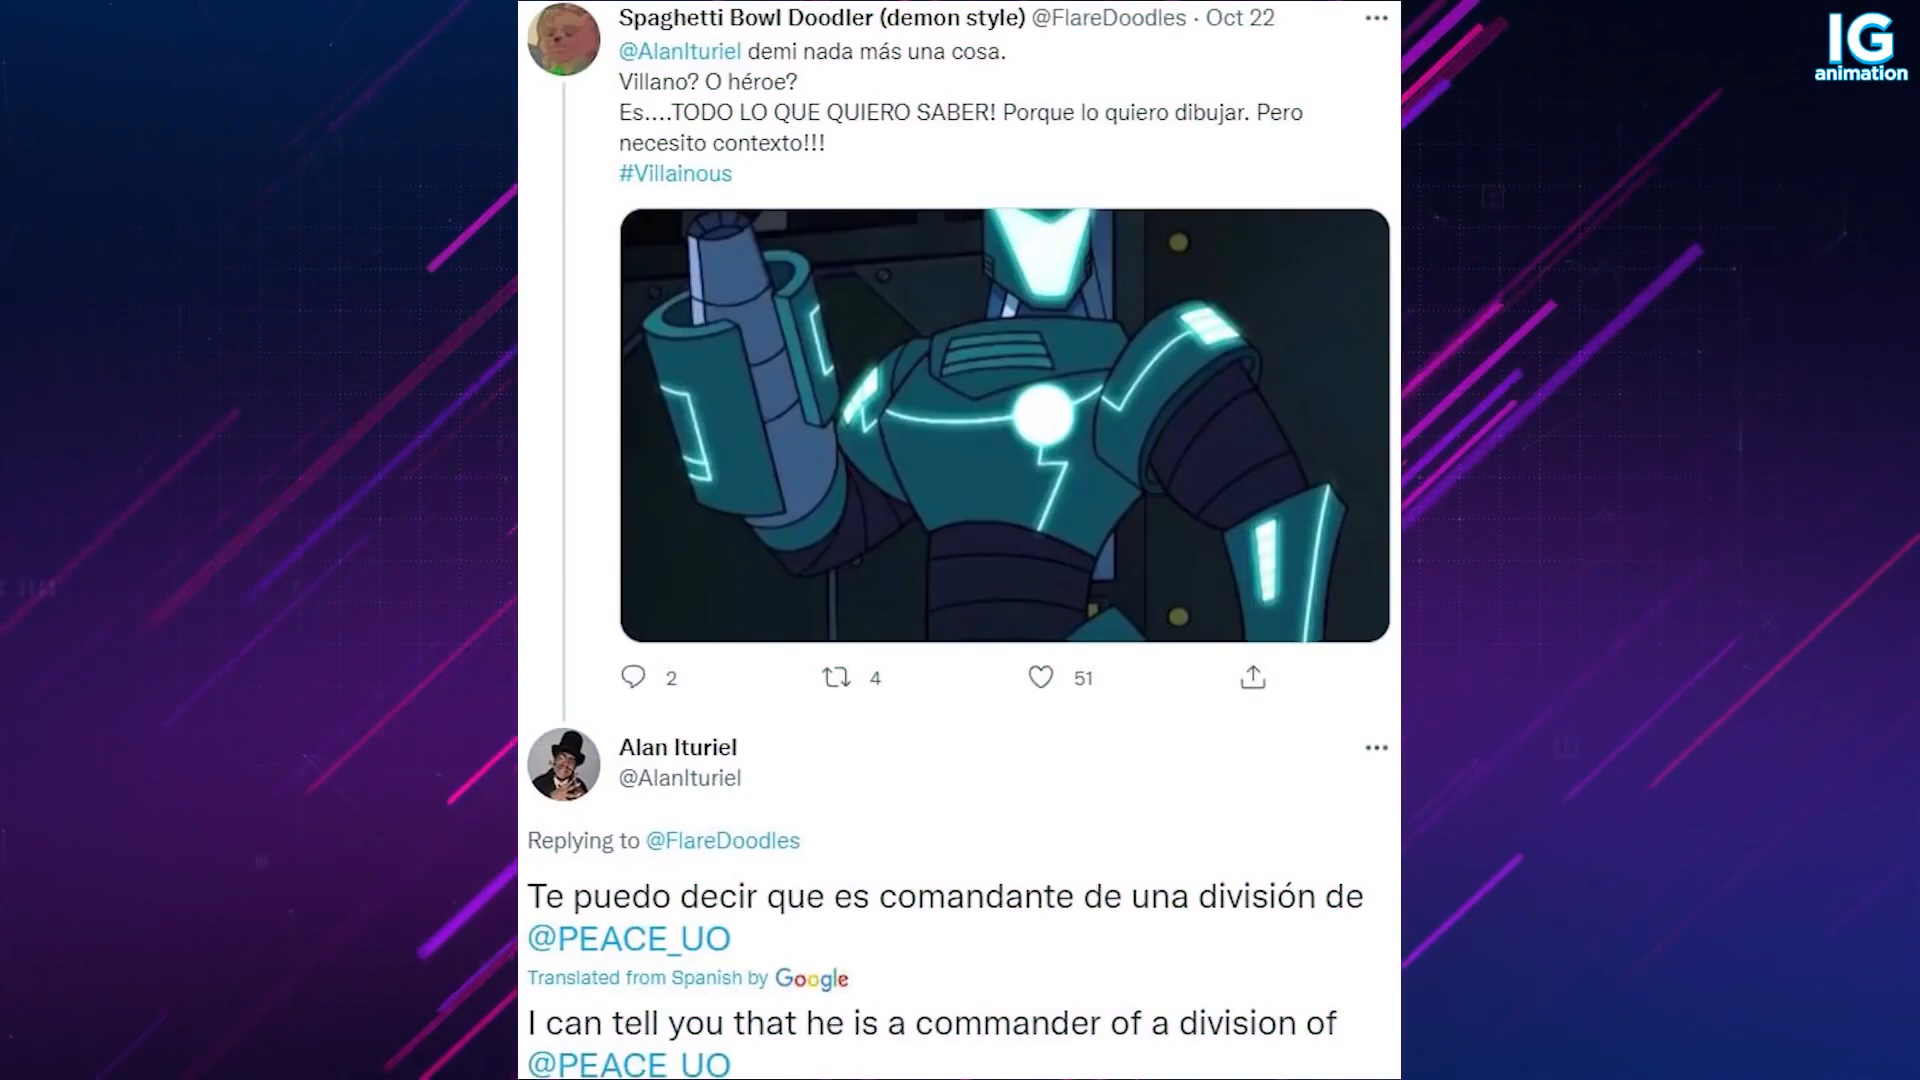 IG
animation
Spaghetti Bowl Doodler (demon style) @FlareDoodles · Oct 22
@AlanIturiel demi nada más una cosa.
Villano? O héroe?
Es....TODO LO QUE QUIERO SABER! Porque lo quiero dibujar. Pero
necesito contexto!!!
#Villainous
2 4 51
Alan Ituriel
@AlanIturiel
Replying to @FlareDoodles
Te puedo decir que es comandante de una división de
@PEACE_UO
Translated from Spanish by Google
I can tell you that he is a commander of a division of
@PEACE_UO